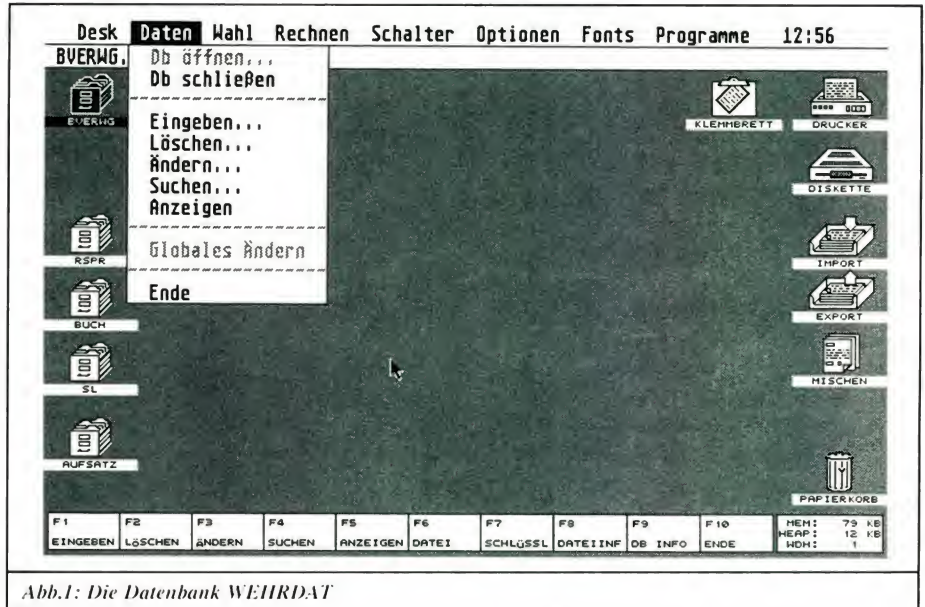 Desk Daten Wahl Rechnen Schalter Optionen Fonts Programme 12:56
BVERWG.
Db öffnen...
Db schließen
Eingeben...
Löschen...
Ändern...
Suchen...
Anzeigen
Globales Ändern
Ende
BVERWG
RSPR
BUCH
SL
AUFSATZ
KLEMMBRETT
DRUCKER
DISKETTE
IMPORT
EXPORT
MISCHEN
PAPIERKORB
F1 F2 F3 F4 F5 F6 F7 F8 F9 F10
EINGEBEN LÖSCHEN ÄNDERN SUCHEN ANZEIGEN DATEI SCHLÜSSL DATEIINF DB INFO ENDE
MEM: 79 KB
HEAP: 12 KB
WDH: 1
Abb.1: Die Datenbank WEHRDAT